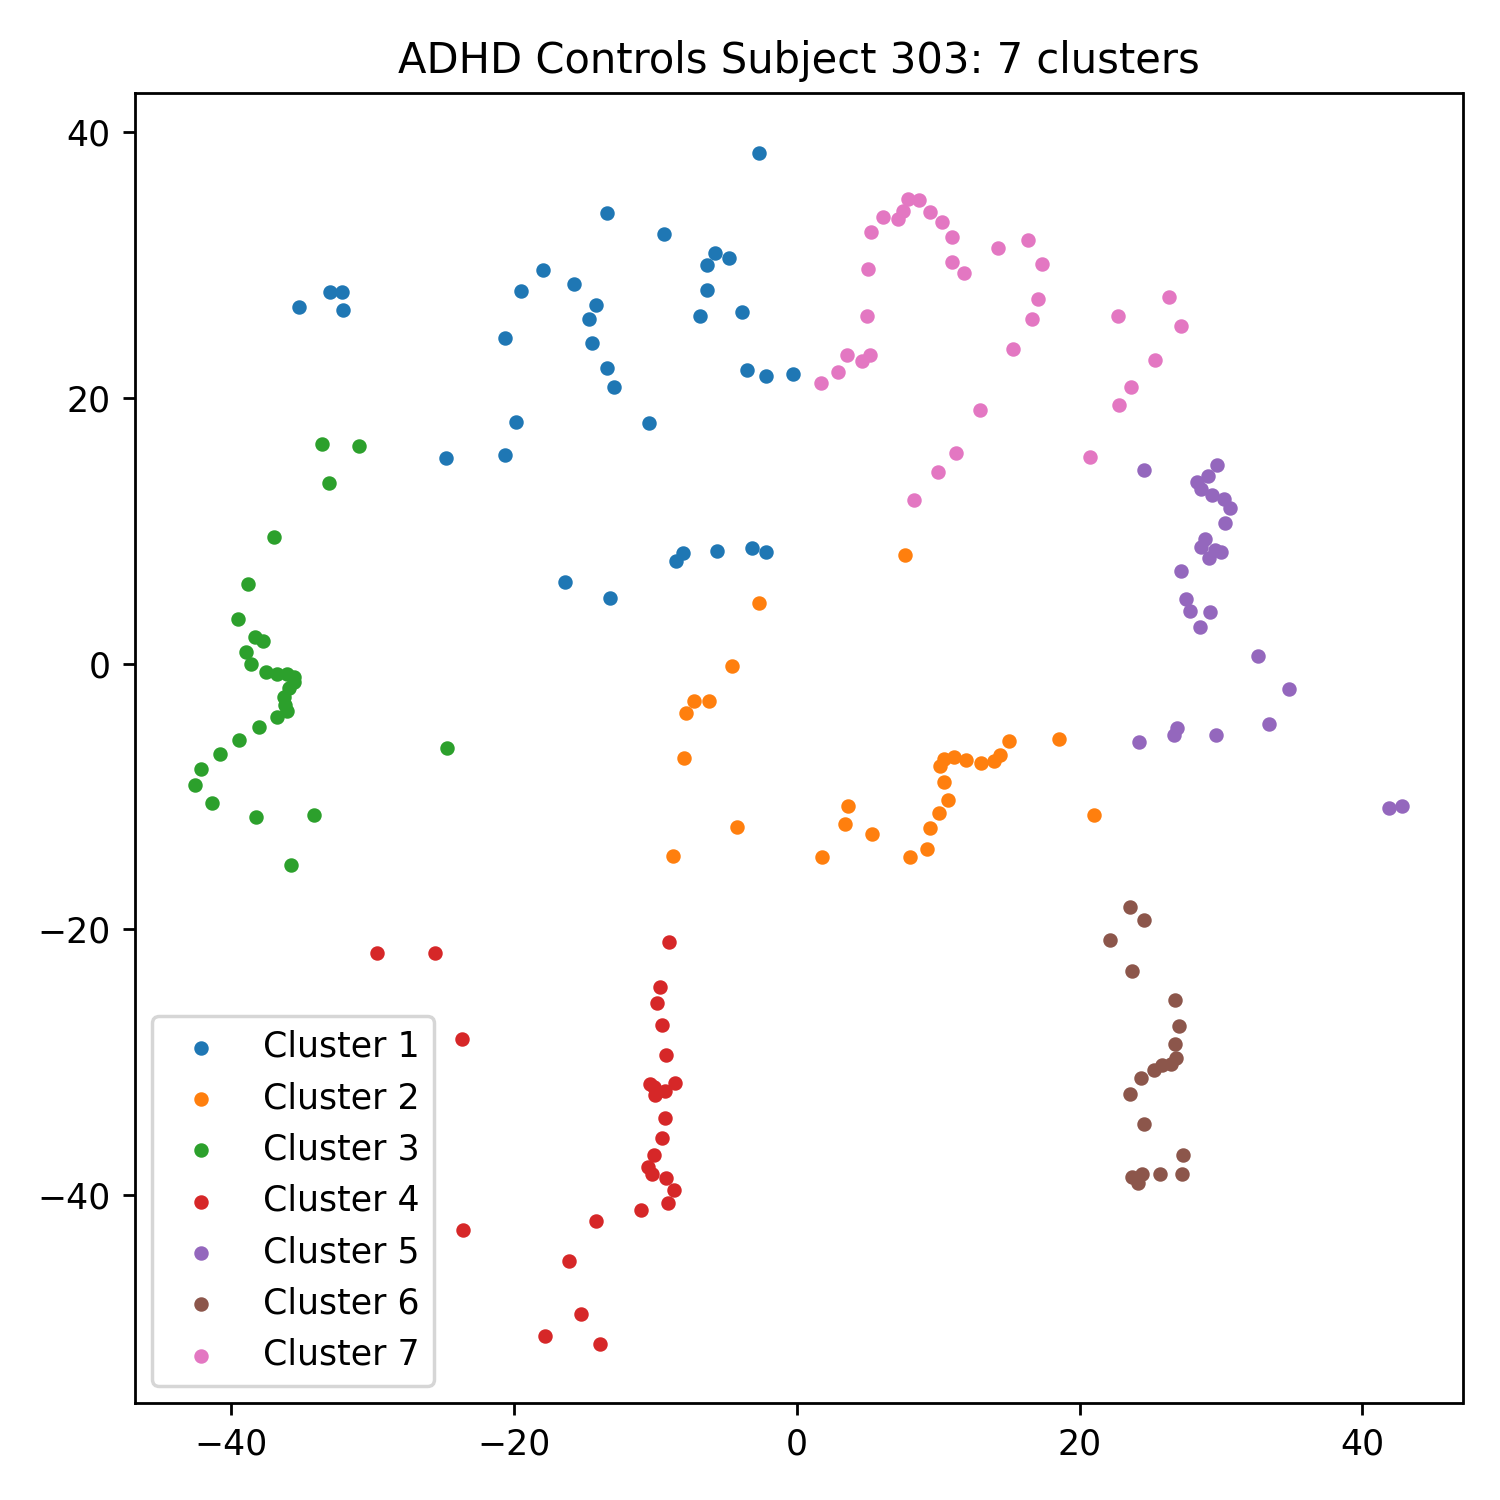 ADHD Controls Subject 303: 7 clusters
40
20
0
−20
−40
Cluster 1
Cluster 2
Cluster 3
Cluster 4
Cluster 5
Cluster 6
Cluster 7
−40 −20 0 20 40